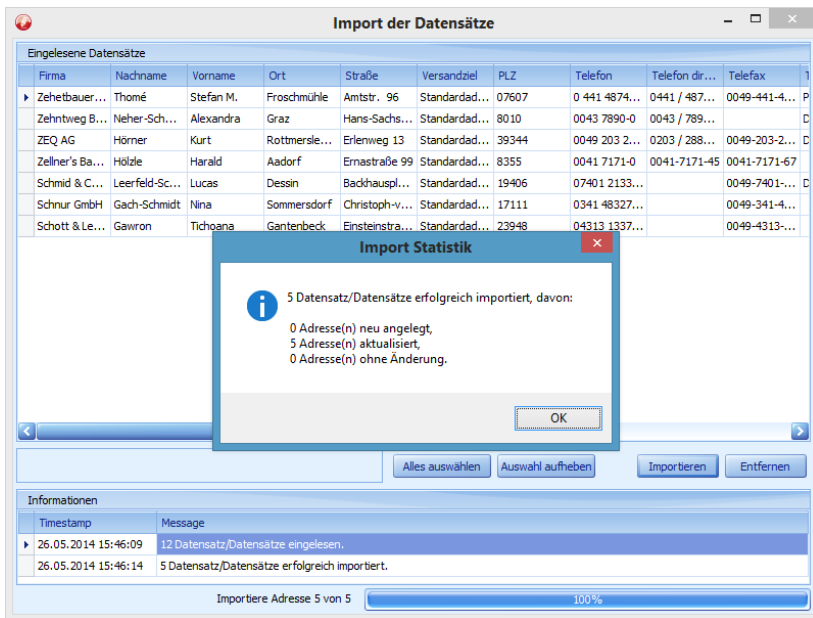 Import der Datensätze
Eingelesene Datensätze
Firma Nachname Vorname Ort Straße Versandziel PLZ Telefon Telefon dir... Telefax
Zehetbauer... Thomé Stefan M. Froschmühle Amtstr. 96 Standardad... 07607 0 441 4874... 0441 / 487... 0049-441-4... P
Zehntweg B... Neher-Sch... Alexandra Graz Hans-Sachs... Standardad... 8010 0043 7890-0 0043 / 789... D
ZEQ AG Hörner Kurt Rottmersle... Erlenweg 13 Standardad... 39344 0049 203 2... 0203 / 288... 0049-203-2... D
Zellner's Ba... Hölzle Harald Aadorf Ernastraße 99 Standardad... 8355 0041 7171-0 0041-7171-45 0041-7171-67
Schmid & C... Leerfeld-Sc... Lucas Dessin Backhauspl... Standardad... 19406 07401 2133... 0049-7401-... D
Schnur GmbH Gach-Schmidt Nina Sommersdorf Christoph-v... Standardad... 17111 0341 48327... 0049-341-4...
Schott & Le... Gawron Tichoana Gantenbeck Einsteinstra... Standardad... 23948 04313 1337... 0049-4313-...
Import Statistik
5 Datensatz/Datensätze erfolgreich importiert, davon:
0 Adresse(n) neu angelegt,
5 Adresse(n) aktualisiert,
0 Adresse(n) ohne Änderung.
OK
Alles auswählen Auswahl aufheben Importieren Entfernen
Informationen
Timestamp Message
26.05.2014 15:46:09 12 Datensatz/Datensätze eingelesen.
26.05.2014 15:46:14 5 Datensatz/Datensätze erfolgreich importiert.
Importiere Adresse 5 von 5 100%